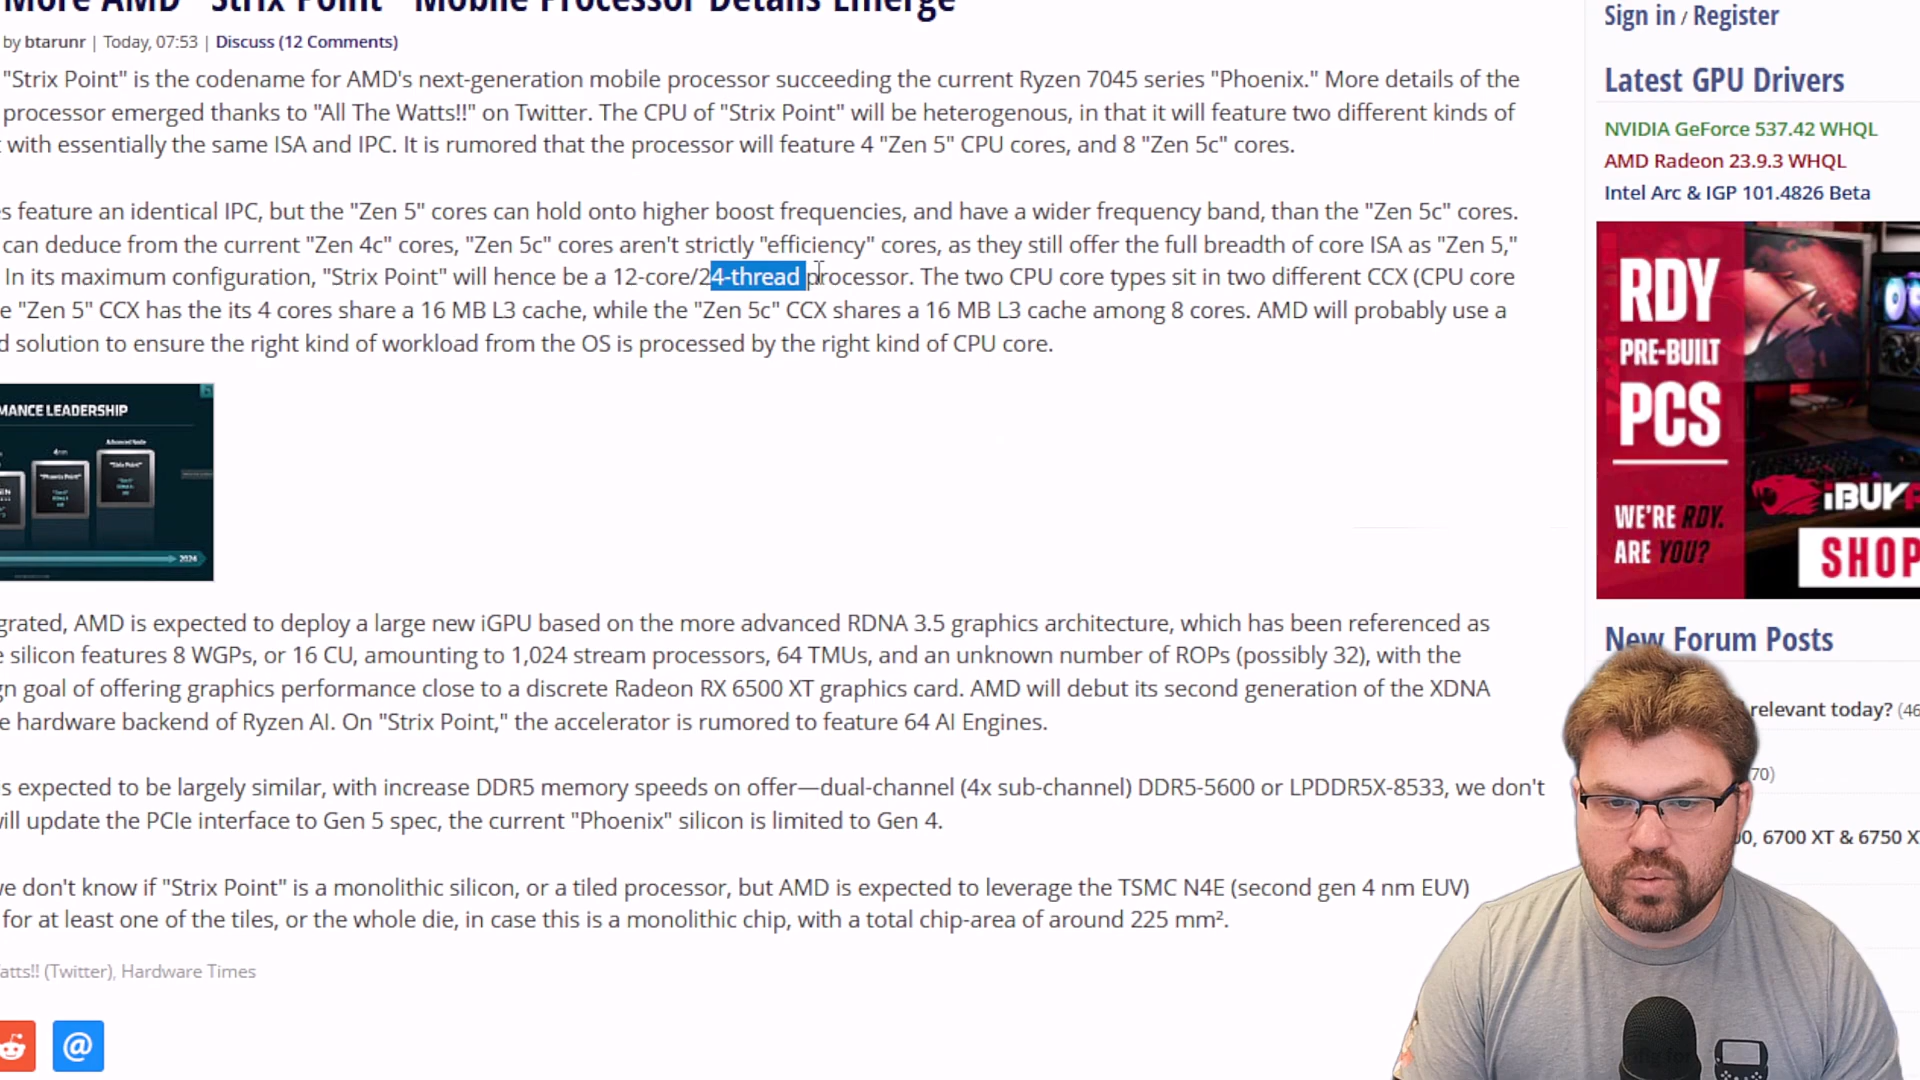 More AMD "Strix Point" Mobile Processor Details Emerge
by btarunr | Today, 07:53 | Discuss (12 Comments)
"Strix Point" is the codename for AMD's next-generation mobile processor succeeding the current Ryzen 7045 series "Phoenix." More details of the
processor emerged thanks to "All The Watts!!" on Twitter. The CPU of "Strix Point" will be heterogenous, in that it will feature two different kinds of
with essentially the same ISA and IPC. It is rumored that the processor will feature 4 "Zen 5" CPU cores, and 8 "Zen 5c" cores.
s feature an identical IPC, but the "Zen 5" cores can hold onto higher boost frequencies, and have a wider frequency band, than the "Zen 5c" cores.
can deduce from the current "Zen 4c" cores, "Zen 5c" cores aren't strictly "efficiency" cores, as they still offer the full breadth of core ISA as "Zen 5,"
In its maximum configuration, "Strix Point" will hence be a 12-core/24-thread processor. The two CPU core types sit in two different CCX (CPU core
e "Zen 5" CCX has the its 4 cores share a 16 MB L3 cache, while the "Zen 5c" CCX shares a 16 MB L3 cache among 8 cores. AMD will probably use a
d solution to ensure the right kind of workload from the OS is processed by the right kind of CPU core.
MANCE LEADERSHIP
Advanced Node
4nm
"Phoenix Point"
"Strix Point"
2024
grated, AMD is expected to deploy a large new iGPU based on the more advanced RDNA 3.5 graphics architecture, which has been referenced as
e silicon features 8 WGPs, or 16 CU, amounting to 1,024 stream processors, 64 TMUs, and an unknown number of ROPs (possibly 32), with the
gn goal of offering graphics performance close to a discrete Radeon RX 6500 XT graphics card. AMD will debut its second generation of the XDNA
e hardware backend of Ryzen AI. On "Strix Point," the accelerator is rumored to feature 64 AI Engines.
s expected to be largely similar, with increase DDR5 memory speeds on offer—dual-channel (4x sub-channel) DDR5-5600 or LPDDR5X-8533, we don't
will update the PCIe interface to Gen 5 spec, the current "Phoenix" silicon is limited to Gen 4.
we don't know if "Strix Point" is a monolithic silicon, or a tiled processor, but AMD is expected to leverage the TSMC N4E (second gen 4 nm EUV)
for at least one of the tiles, or the whole die, in case this is a monolithic chip, with a total chip-area of around 225 mm².
atts!! (Twitter), Hardware Times
@
Sign in / Register
Latest GPU Drivers
NVIDIA GeForce 537.42 WHQL
AMD Radeon 23.9.3 WHQL
Intel Arc & IGP 101.4826 Beta
RDY
PRE-BUILT
PCS
WE'RE RDY.
ARE YOU?
iBUYP
SHOP
New Forum Posts
relevant today? (46
70)
00, 6700 XT & 6750 X